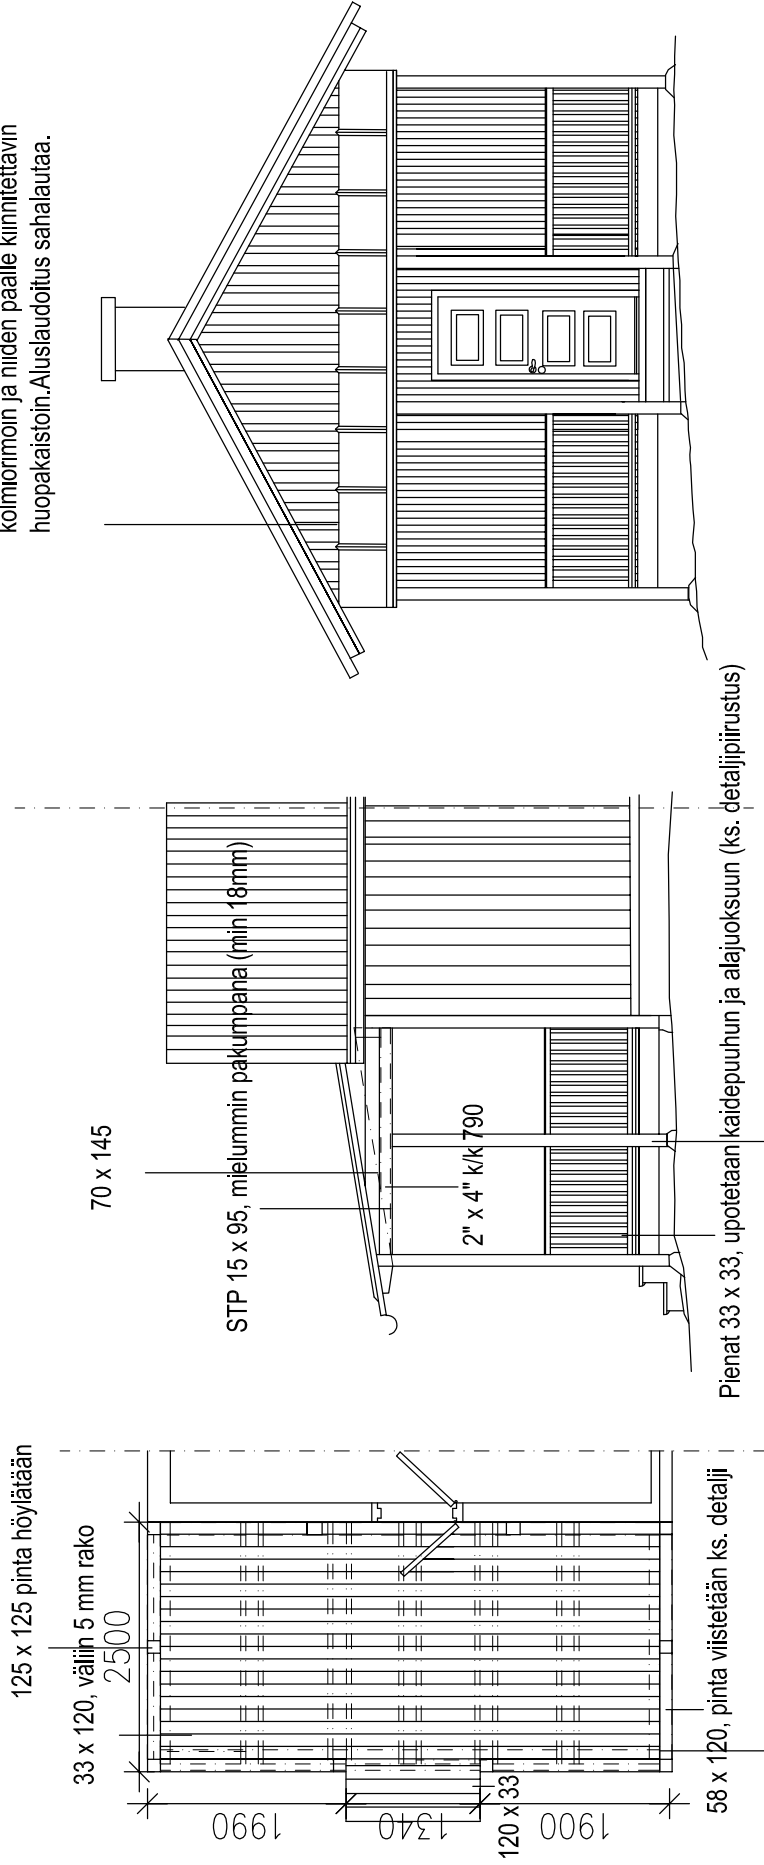 kolmiorimoin ja niiden päälle kiinnitettävin
huopakaistoin.Aluslaudoitus sahalautaa.
70 x 145
STP 15 x 95, mielummin pakumpana (min 18mm)
2" x 4" k/k 790
Pienat 33 x 33, upotetaan kaidepuuhun ja alajuoksuun (ks. detaljipiirustus)
125 x 125 pinta höylätään
33 x 120, väliin 5 mm rako
2500
1990
1340
1900
120 x 33
58 x 120, pinta viistetään ks. detalji